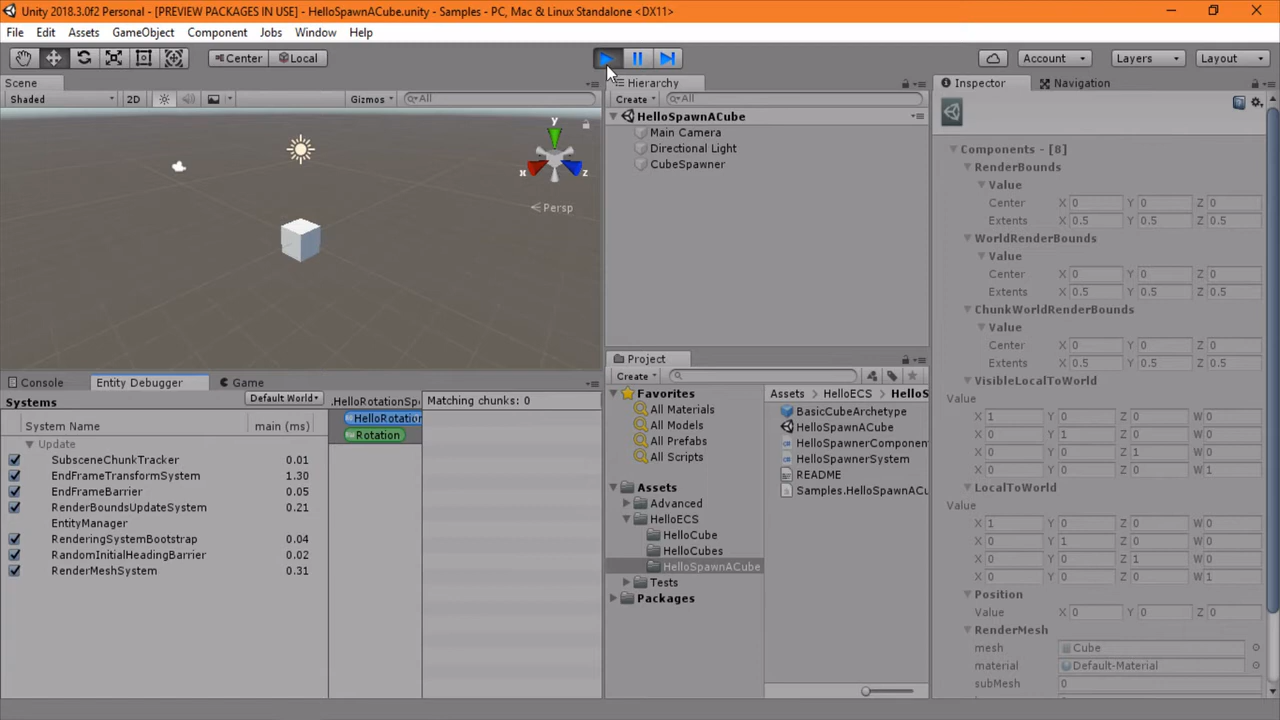 Unity 2018.3.0f2 Personal - [PREVIEW PACKAGES IN USE] - HelloSpawnACube.unity - Samples - PC, Mac & Linux Standalone <DX11>
File Edit Assets GameObject Component Jobs Window Help
Center Local Account Layers Layout
Scene
Shaded 2D Gizmos All
y
x z
Persp
Hierarchy
Create All
HelloSpawnACube
Main Camera
Directional Light
CubeSpawner
Project
Create
Favorites
All Materials
All Models
All Prefabs
All Scripts
Assets
Advanced
HelloECS
HelloCube
HelloCubes
HelloSpawnACube
Tests
Packages
Assets HelloECS HelloS
BasicCubeArchetype
HelloSpawnACube
HelloSpawnerComponen
HelloSpawnerSystem
README
Samples.HelloSpawnACu
Console Entity Debugger Game
Systems Default World
System Name main (ms)
Update
SubsceneChunkTracker 0.01
EndFrameTransformSystem 1.30
EndFrameBarrier 0.05
RenderBoundsUpdateSystem 0.21
EntityManager
RenderingSystemBootstrap 0.04
RandomInitialHeadingBarrier 0.02
RenderMeshSystem 0.31
.HelloRotationSp
HelloRotation
Rotation
Matching chunks: 0
Inspector Navigation
Components - [8]
RenderBounds
Value
Center X 0 Y 0 Z 0
Extents X 0.5 Y 0.5 Z 0.5
WorldRenderBounds
Value
Center X 0 Y 0 Z 0
Extents X 0.5 Y 0.5 Z 0.5
ChunkWorldRenderBounds
Value
Center X 0 Y 0 Z 0
Extents X 0.5 Y 0.5 Z 0.5
VisibleLocalToWorld
Value
X 1 Y 0 Z 0 W 0
X 0 Y 1 Z 0 W 0
X 0 Y 0 Z 1 W 0
X 0 Y 0 Z 0 W 1
LocalToWorld
Value
X 1 Y 0 Z 0 W 0
X 0 Y 1 Z 0 W 0
X 0 Y 0 Z 1 W 0
X 0 Y 0 Z 0 W 1
Position
Value X 0 Y 0 Z 0
RenderMesh
mesh Cube
material Default-Material
subMesh 0